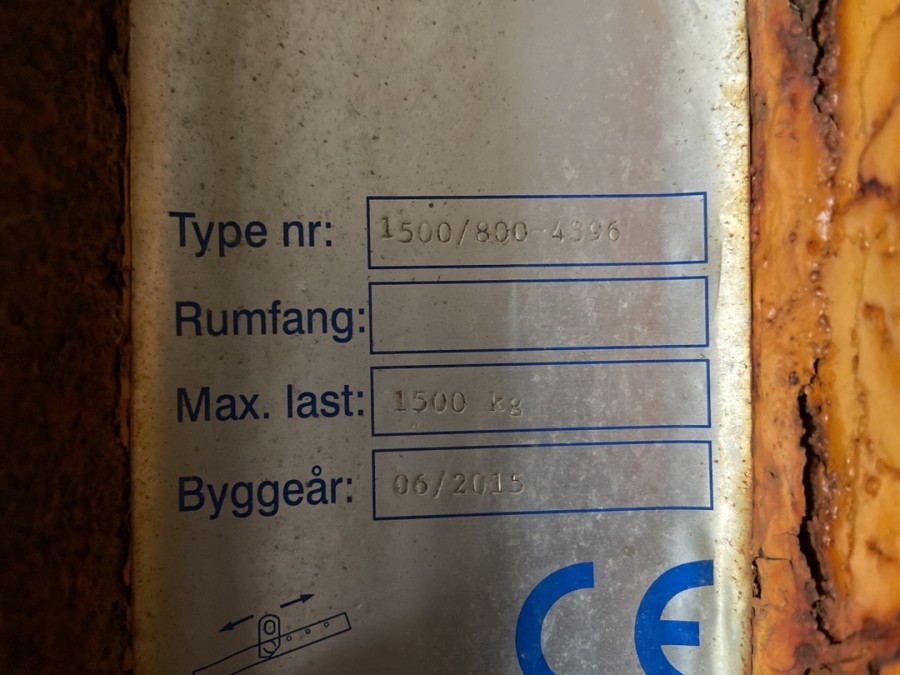 Type nr: 1500/800-4396
Rumfang:
Max. last: 1500 kg
Byggeår: 06/2015
CE